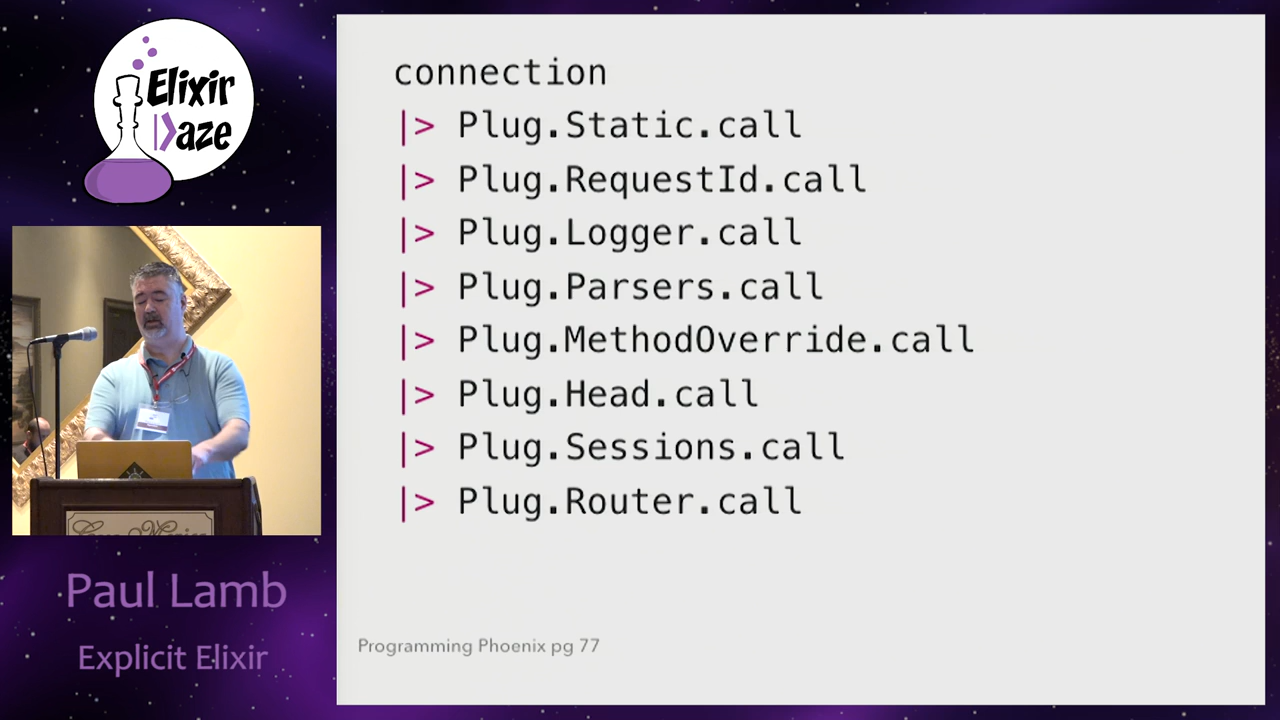 Elixir
|>aze
Paul Lamb
Explicit Elixir
connection
|> Plug.Static.call
|> Plug.RequestId.call
|> Plug.Logger.call
|> Plug.Parsers.call
|> Plug.MethodOverride.call
|> Plug.Head.call
|> Plug.Sessions.call
|> Plug.Router.call
Programming Phoenix pg 77